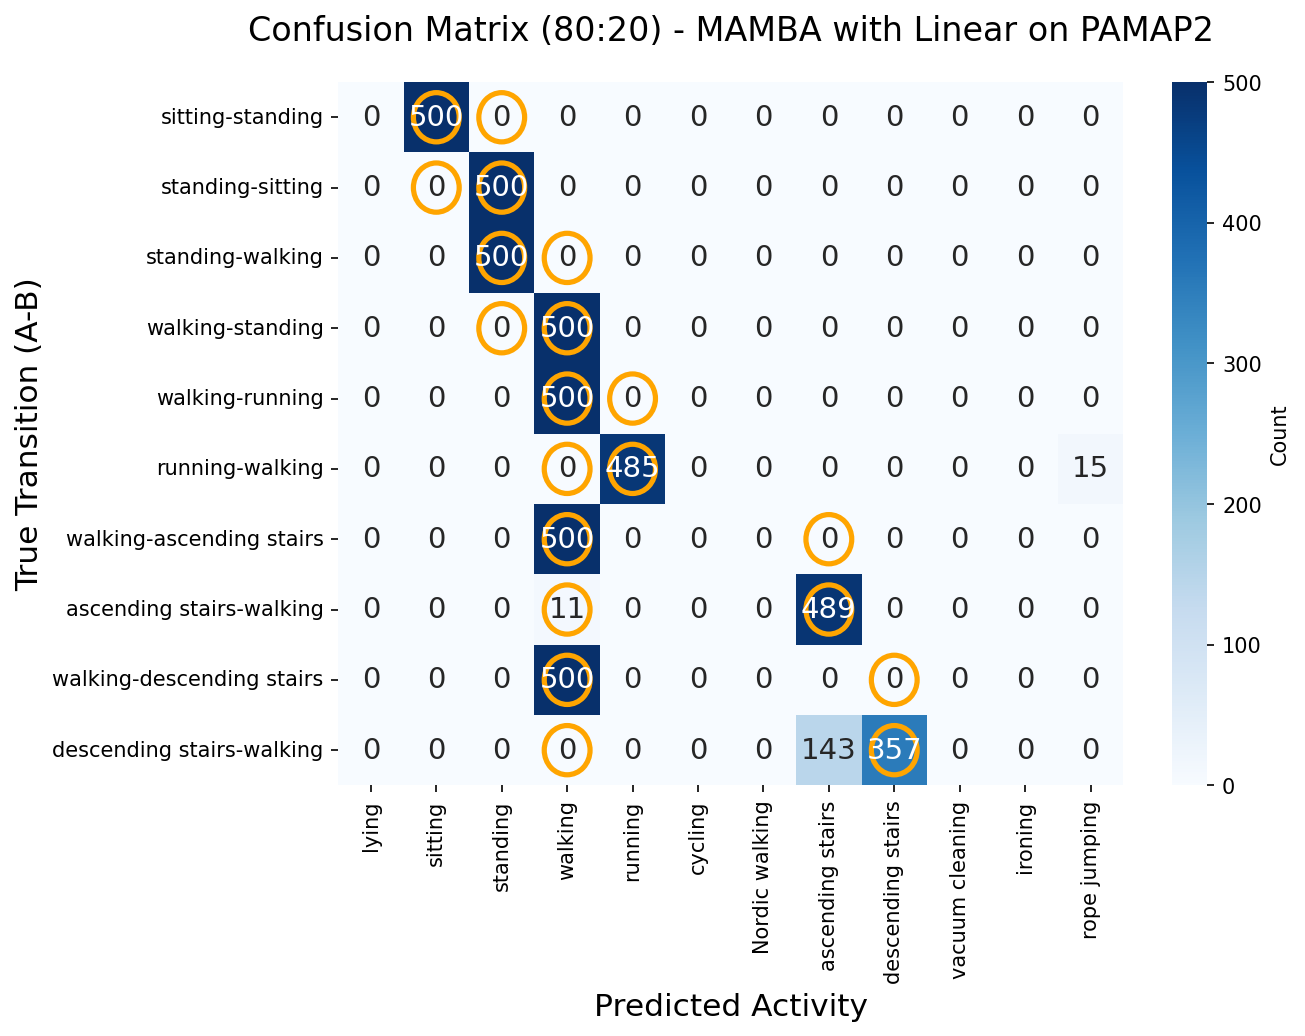 Confusion Matrix (80:20) - MAMBA with Linear on PAMAP2
True Transition (A-B)
sitting-standing 0 500 0 0 0 0 0 0 0 0 0 0
standing-sitting 0 0 500 0 0 0 0 0 0 0 0 0
standing-walking 0 0 500 0 0 0 0 0 0 0 0 0
walking-standing 0 0 0 500 0 0 0 0 0 0 0 0
walking-running 0 0 0 500 0 0 0 0 0 0 0 0
running-walking 0 0 0 0 485 0 0 0 0 0 0 15
walking-ascending stairs 0 0 0 500 0 0 0 0 0 0 0 0
ascending stairs-walking 0 0 0 11 0 0 0 489 0 0 0 0
walking-descending stairs 0 0 0 500 0 0 0 0 0 0 0 0
descending stairs-walking 0 0 0 0 0 0 0 143 357 0 0 0
lying
sitting
standing
walking
running
cycling
Nordic walking
ascending stairs
descending stairs
vacuum cleaning
ironing
rope jumping
Predicted Activity
500
400
300
200
100
0
Count